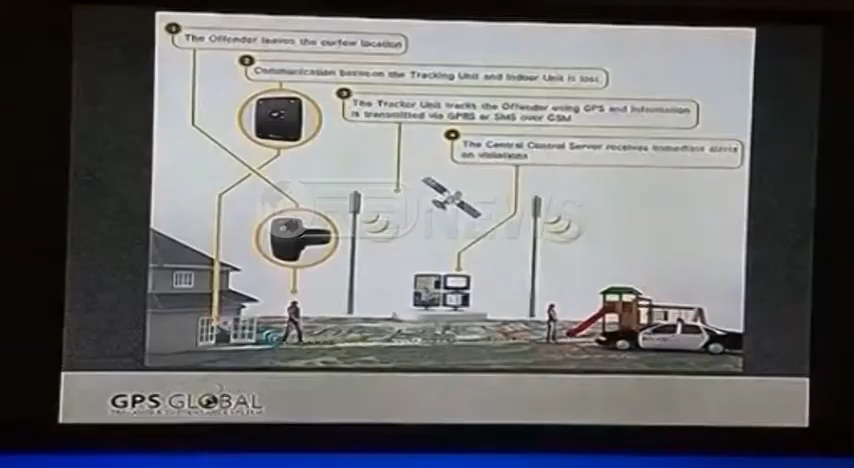 1
The Offender leaves the curfew location
2
Communication between the Tracking Unit and Indoor Unit is lost
3
The Tracker Unit tracks the Offender using GPS and information
is transmitted via GPRS or SMS over GSM
4
The Central Control Server receives immediate alerts
on violations
NEWS
POLICE
GPS GLOBAL